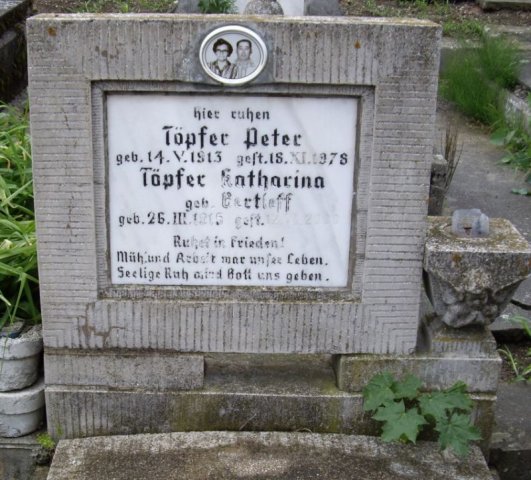 hier ruhen
Töpfer Peter
geb. 14.V.1913 gest. 18.XI.1978
Töpfer Katharina
geb.
geb. 26.III.1915 gest.
Ruhet in Frieden!
Müh, und Arbeit war unser Leben.
Seelige Ruh wird Gott uns geben.